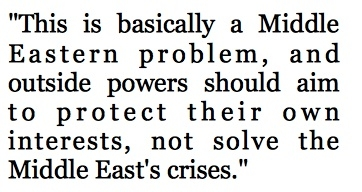 "This is basically a Middle
Eastern problem, and
outside powers should aim
to protect their own
interests, not solve the
Middle East's crises."